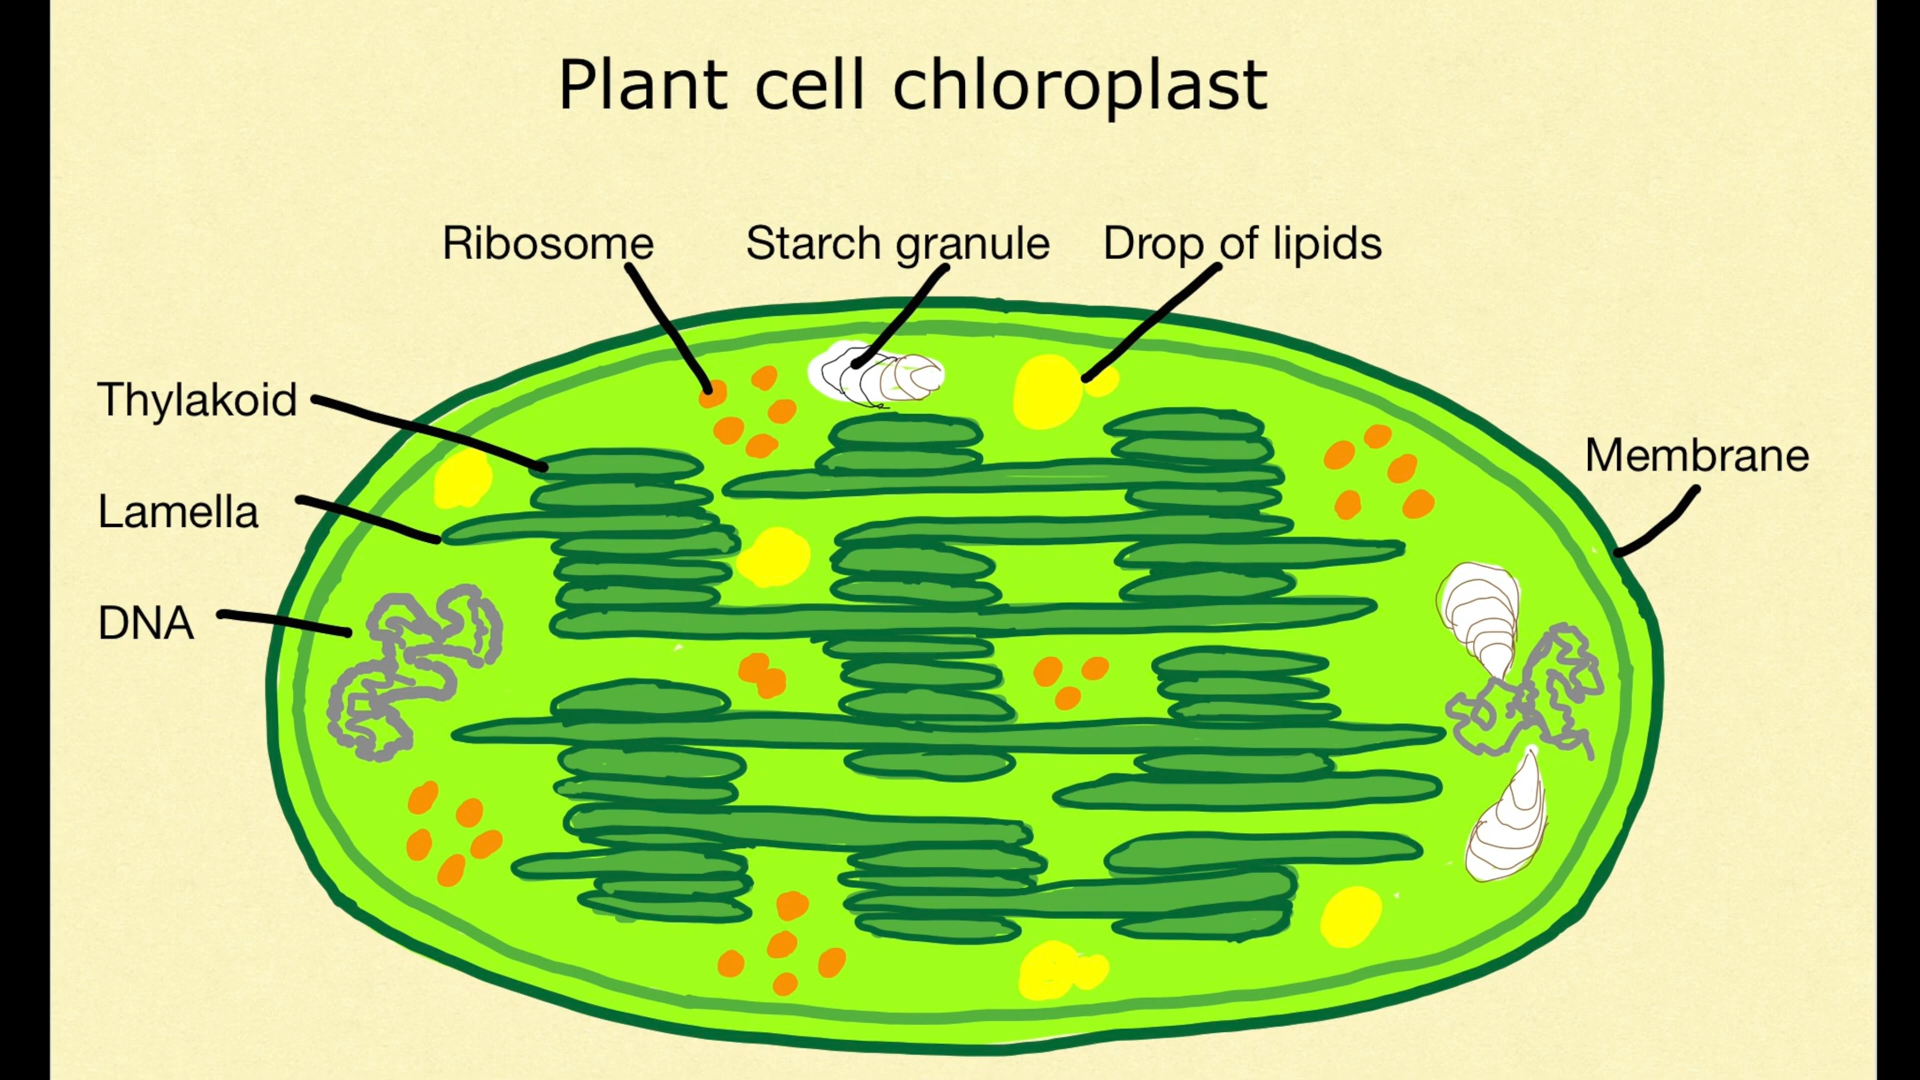 Plant cell chloroplast
Ribosome
Starch granule
Drop of lipids
Thylakoid
Membrane
Lamella
DNA